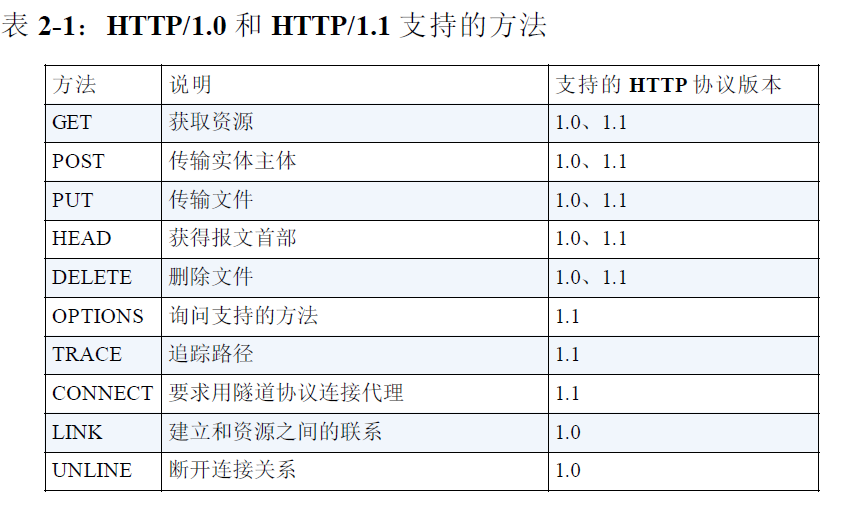 表 2-1：HTTP/1.0 和 HTTP/1.1 支持的方法
方法 说明 支持的 HTTP 协议版本
GET 获取资源 1.0、1.1
POST 传输实体主体 1.0、1.1
PUT 传输文件 1.0、1.1
HEAD 获得报文首部 1.0、1.1
DELETE 删除文件 1.0、1.1
OPTIONS 询问支持的方法 1.1
TRACE 追踪路径 1.1
CONNECT 要求用隧道协议连接代理 1.1
LINK 建立和资源之间的联系 1.0
UNLINE 断开连接关系 1.0